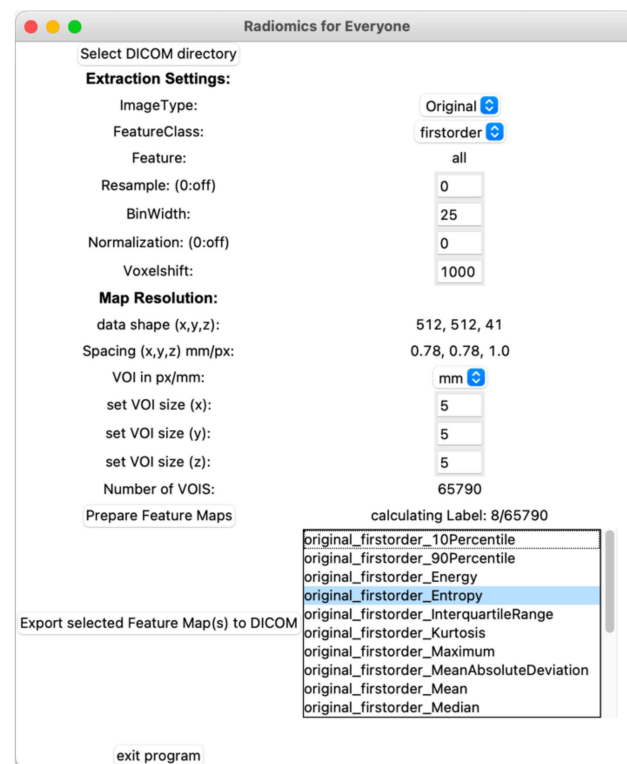 Radiomics for Everyone
Select DICOM directory
Extraction Settings:
ImageType: Original
FeatureClass: firstorder
Feature: all
Resample: (0:off) 0
BinWidth: 25
Normalization: (0:off) 0
Voxelshift: 1000
Map Resolution:
data shape (x,y,z): 512, 512, 41
Spacing (x,y,z) mm/px: 0.78, 0.78, 1.0
VOI in px/mm: mm
set VOI size (x): 5
set VOI size (y): 5
set VOI size (z): 5
Number of VOIS: 65790
Prepare Feature Maps calculating Label: 8/65790
original_firstorder_10Percentile
original_firstorder_90Percentile
original_firstorder_Energy
original_firstorder_Entropy
original_firstorder_InterquartileRange
Export selected Feature Map(s) to DICOM original_firstorder_Kurtosis
original_firstorder_Maximum
original_firstorder_MeanAbsoluteDeviation
original_firstorder_Mean
original_firstorder_Median
exit program